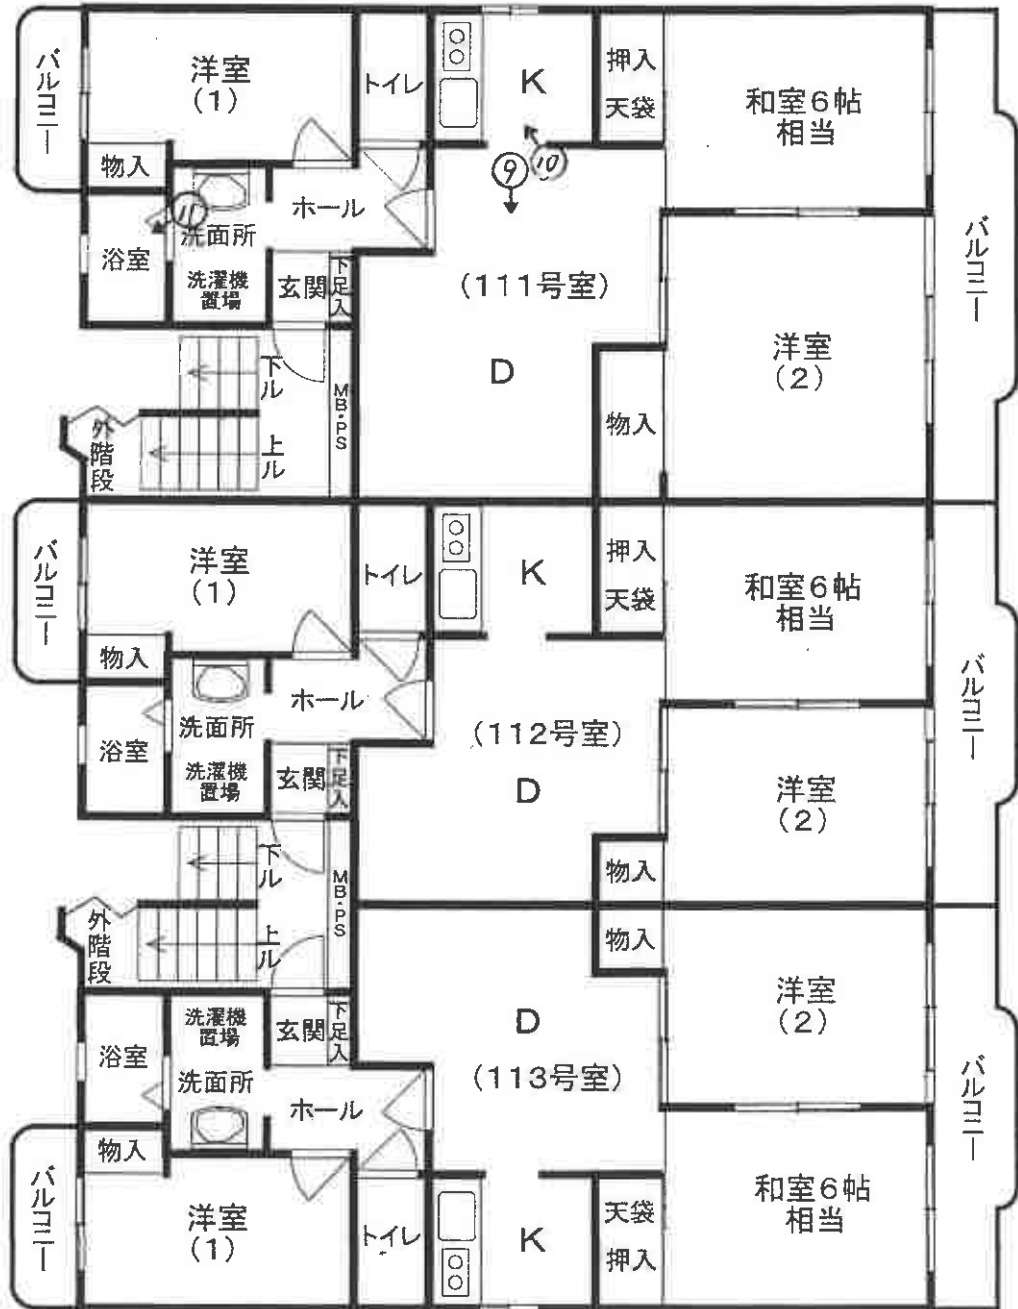 バルコニー
洋室
(1)
トイレ
K
押入
天袋
和室6帖
相当
物入
⑨
⑩
⑪
ホール
洗面所
浴室
洗濯機
置場
玄関
下足入
(111号室)
バルコニー
洋室
(2)
D
物入
下ル
MB・PS
外階段
上ル
バルコニー
洋室
(1)
トイレ
K
押入
天袋
和室6帖
相当
物入
ホール
洗面所
浴室
洗濯機
置場
玄関
下足入
(112号室)
D
バルコニー
洋室
(2)
物入
下ル
MB・PS
外階段
上ル
物入
洋室
(2)
洗濯機
置場
玄関
下足入
D
浴室
洗面所
(113号室)
ホール
バルコニー
物入
バルコニー
洋室
(1)
トイレ
K
天袋
押入
和室6帖
相当